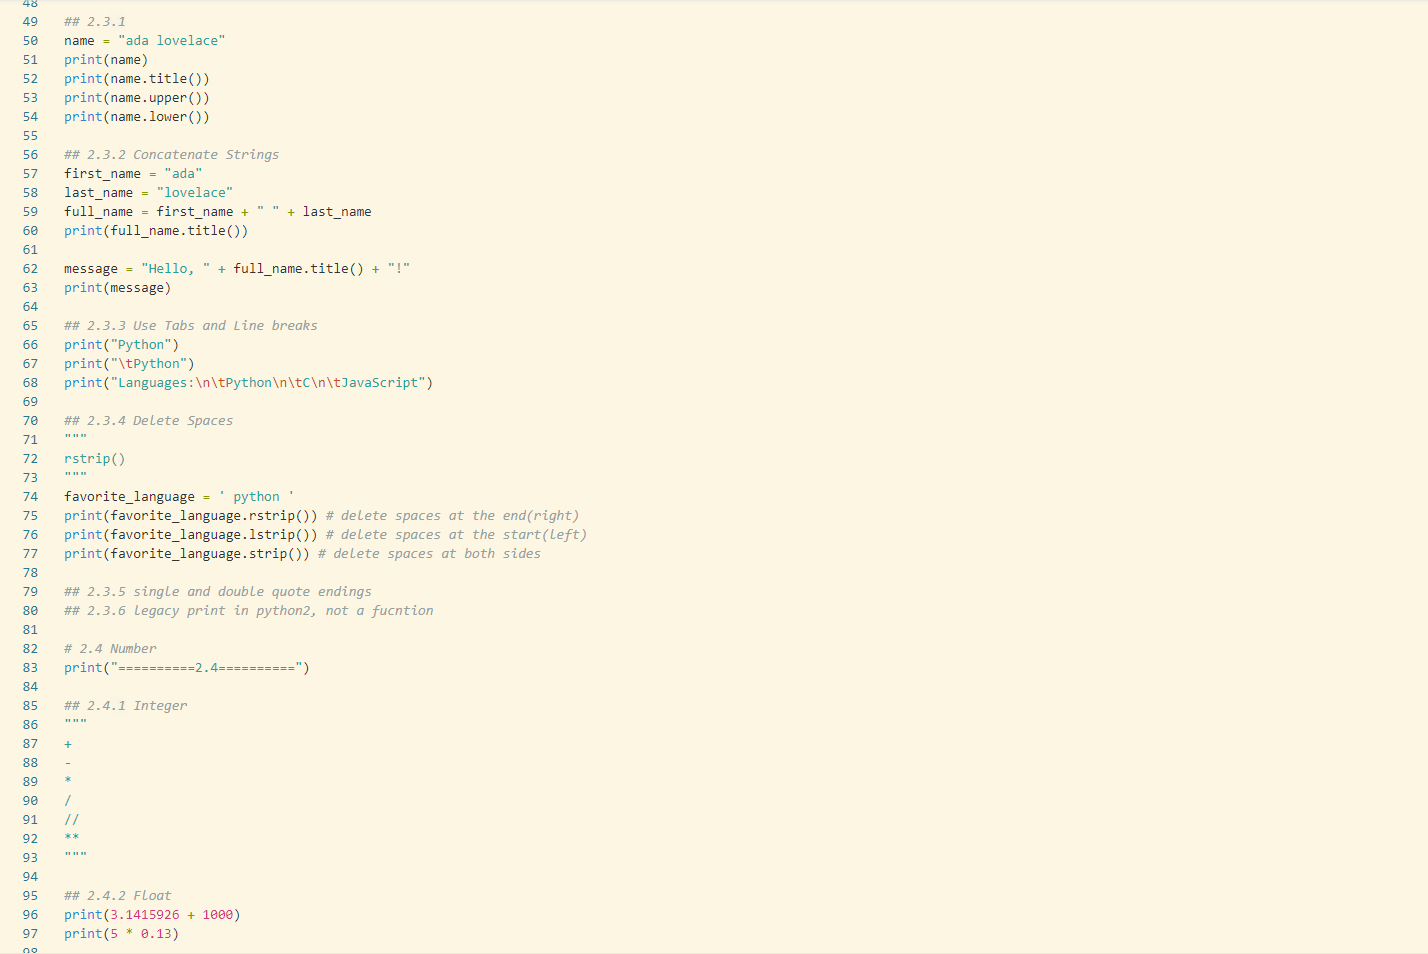 48
49 ## 2.3.1
50 name = "ada lovelace"
51 print(name)
52 print(name.title())
53 print(name.upper())
54 print(name.lower())
55
56 ## 2.3.2 Concatenate Strings
57 first_name = "ada"
58 last_name = "lovelace"
59 full_name = first_name + " " + last_name
60 print(full_name.title())
61
62 message = "Hello, " + full_name.title() + "!"
63 print(message)
64
65 ## 2.3.3 Use Tabs and Line breaks
66 print("Python")
67 print("\tPython")
68 print("Languages:\n\tPython\n\tC\n\tJavaScript")
69
70 ## 2.3.4 Delete Spaces
71 """
72 rstrip()
73 """
74 favorite_language = ' python '
75 print(favorite_language.rstrip()) # delete spaces at the end(right)
76 print(favorite_language.lstrip()) # delete spaces at the start(left)
77 print(favorite_language.strip()) # delete spaces at both sides
78
79 ## 2.3.5 single and double quote endings
80 ## 2.3.6 legacy print in python2, not a fucntion
81
82 # 2.4 Number
83 print("==========2.4==========")
84
85 ## 2.4.1 Integer
86 """
87 +
88 -
89 *
90 /
91 //
92 **
93 """
94
95 ## 2.4.2 Float
96 print(3.1415926 + 1000)
97 print(5 * 0.13)
98